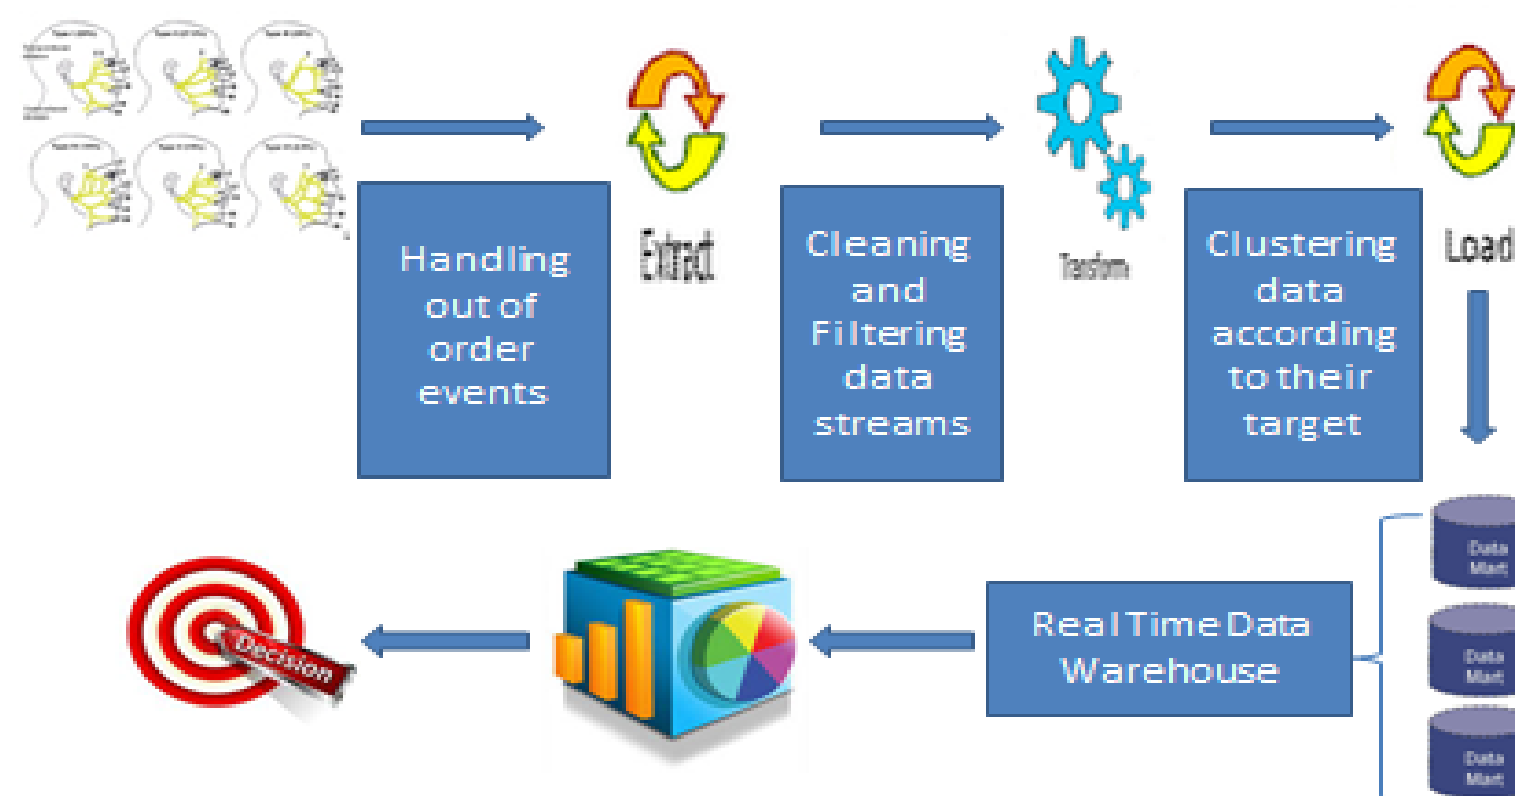 Handling
out of
order
events
Extract
Cleaning
and
Filtering
data
streams
Transform
Clustering
data
according
to their
target
Load
Data
Mart
Data
Mart
Data
Mart
Real Time Data
Warehouse
Decision